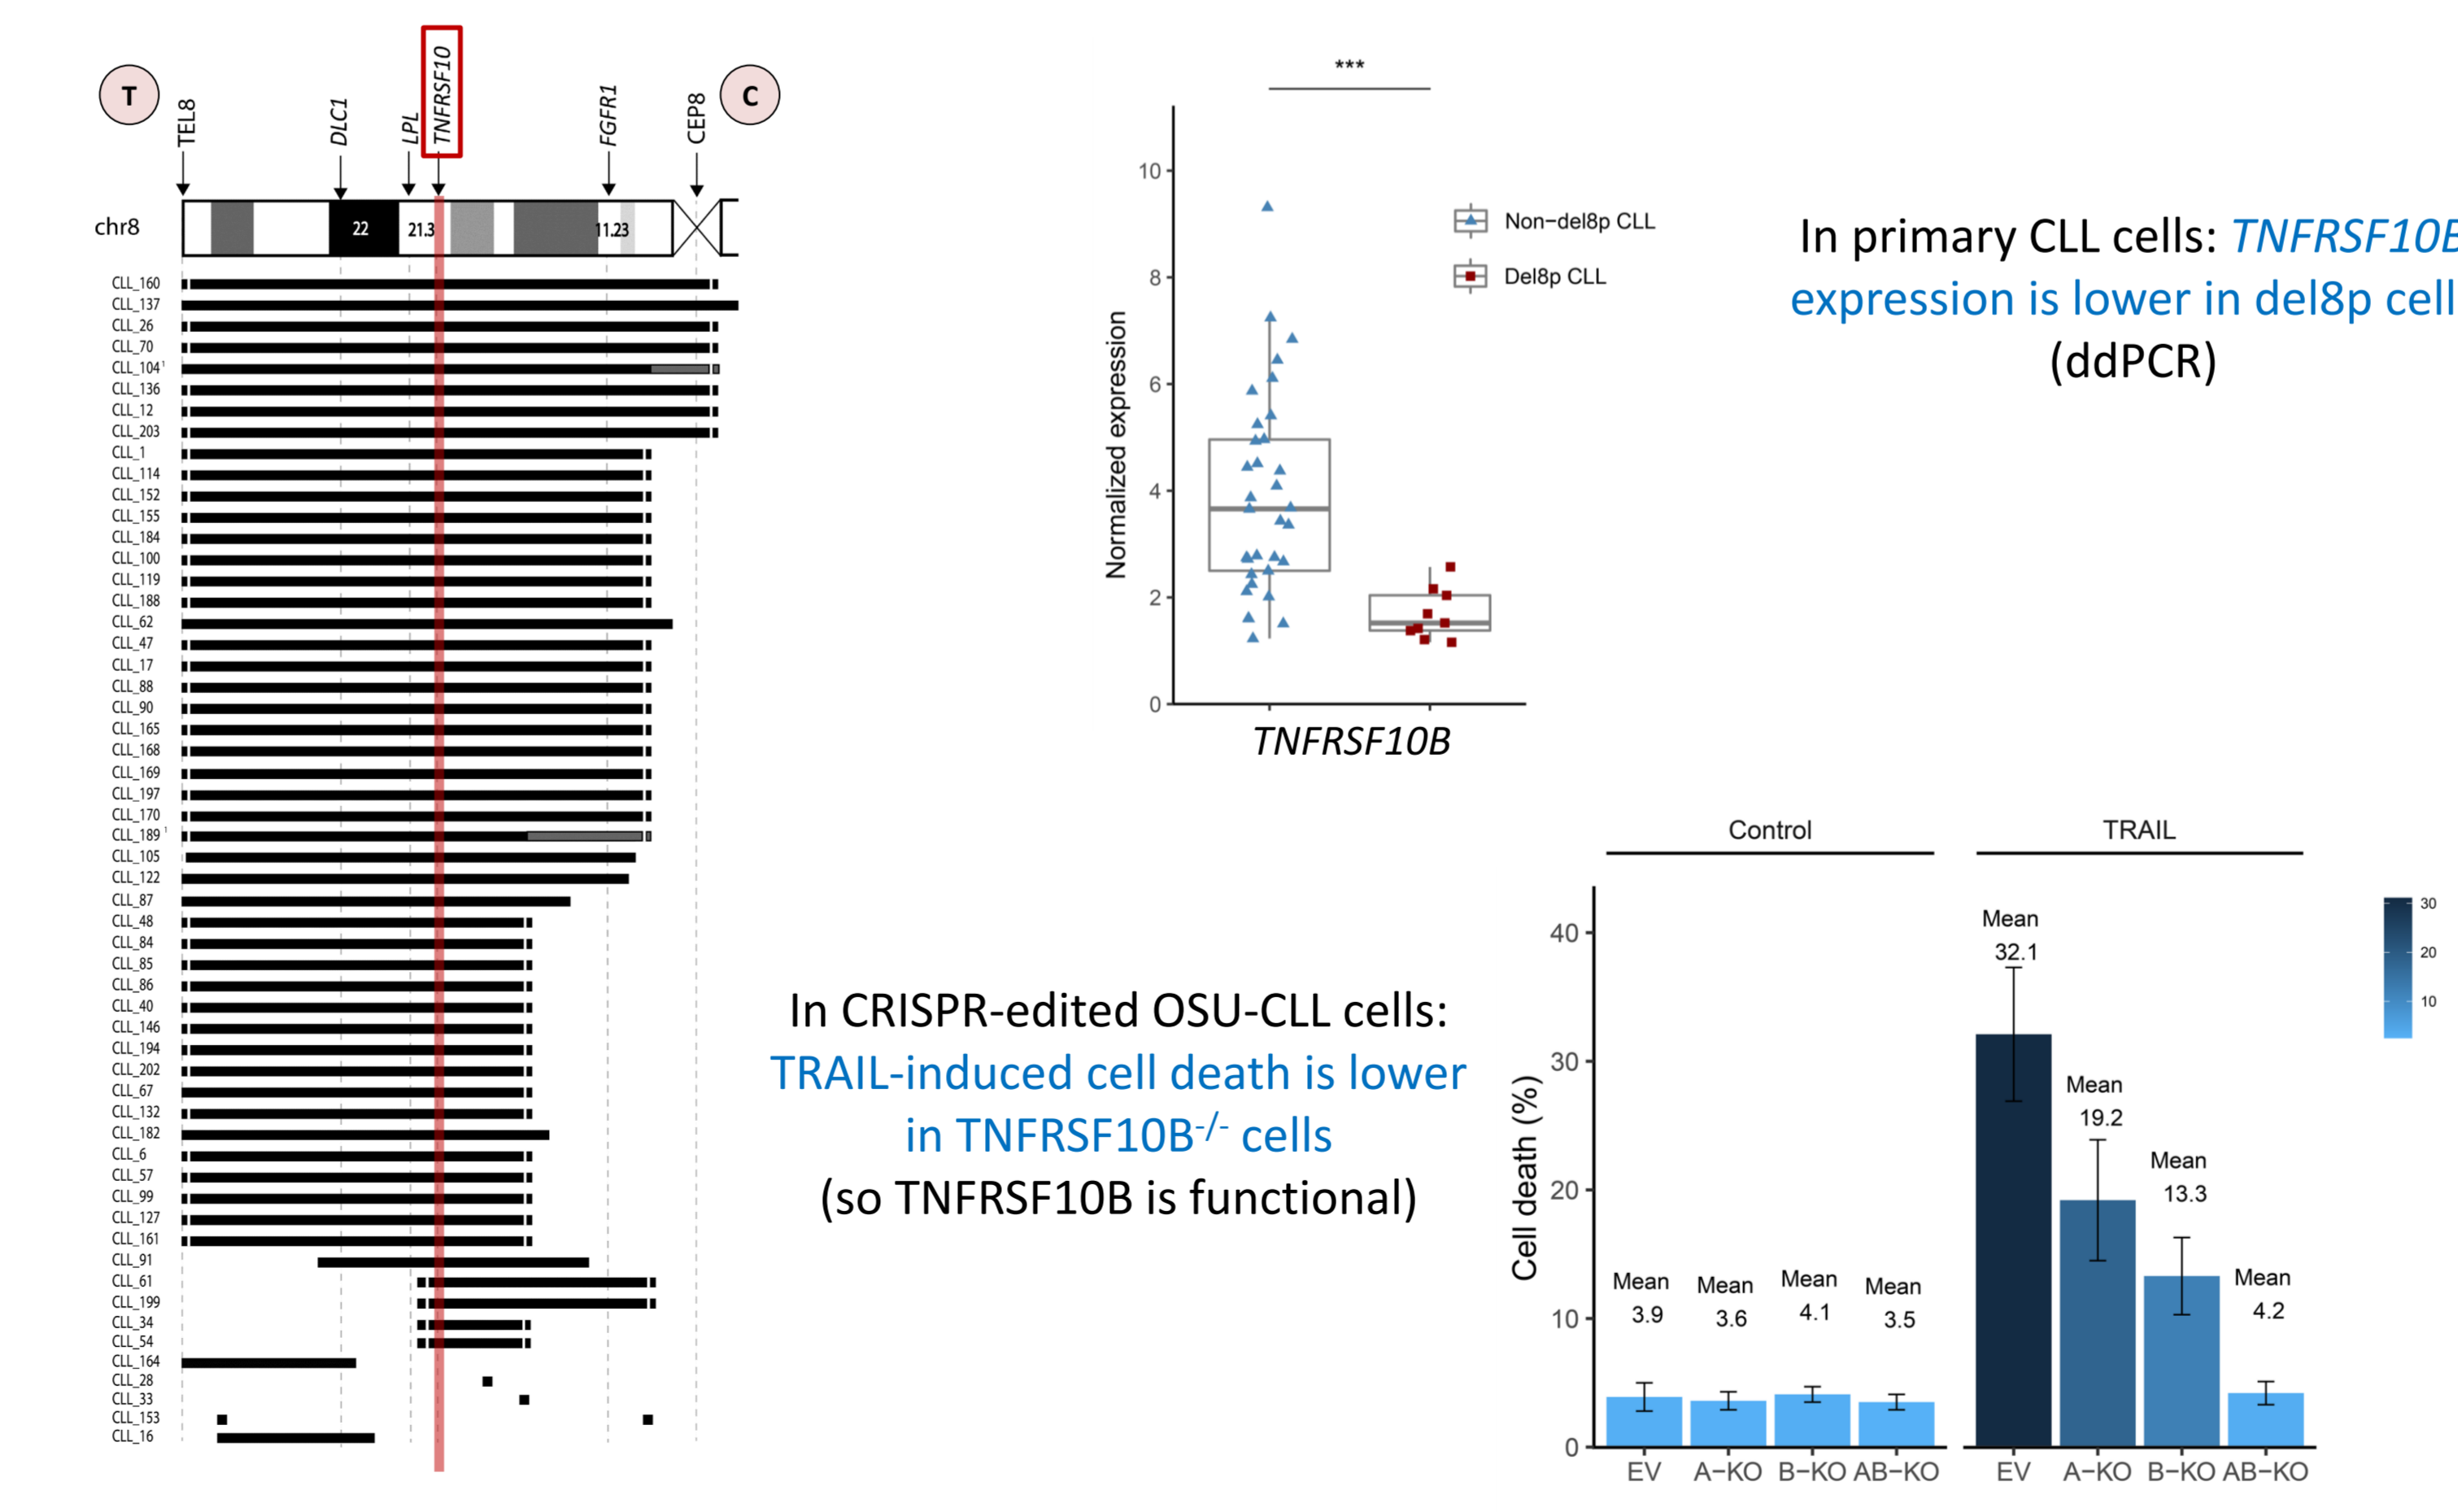 T
TEL8
DLC1
LPL
TNFRSF10
FGFR1
CEP8
C
chr8
22
21.3
11.23
CLL_160
CLL_137
CLL_26
CLL_70
CLL_104¹
CLL_136
CLL_12
CLL_203
CLL_1
CLL_114
CLL_152
CLL_155
CLL_184
CLL_100
CLL_119
CLL_188
CLL_62
CLL_47
CLL_17
CLL_88
CLL_90
CLL_165
CLL_168
CLL_169
CLL_197
CLL_170
CLL_189¹
CLL_105
CLL_122
CLL_87
CLL_48
CLL_84
CLL_85
CLL_86
CLL_40
CLL_146
CLL_194
CLL_202
CLL_67
CLL_132
CLL_182
CLL_6
CLL_57
CLL_99
CLL_127
CLL_161
CLL_91
CLL_61
CLL_199
CLL_34
CLL_54
CLL_164
CLL_28
CLL_33
CLL_153
CLL_16
***
Normalized expression
10
8
6
4
2
0
Non-del8p CLL
Del8p CLL
TNFRSF10B
In primary CLL cells: TNFRSF10B
expression is lower in del8p cell
(ddPCR)
In CRISPR-edited OSU-CLL cells:
TRAIL-induced cell death is lower
in TNFRSF10B-/- cells
(so TNFRSF10B is functional)
Control
TRAIL
Cell death (%)
40
30
20
10
0
Mean
3.9
Mean
3.6
Mean
4.1
Mean
3.5
Mean
32.1
Mean
19.2
Mean
13.3
Mean
4.2
EV A-KO B-KO AB-KO
EV A-KO B-KO AB-KO
30
20
10